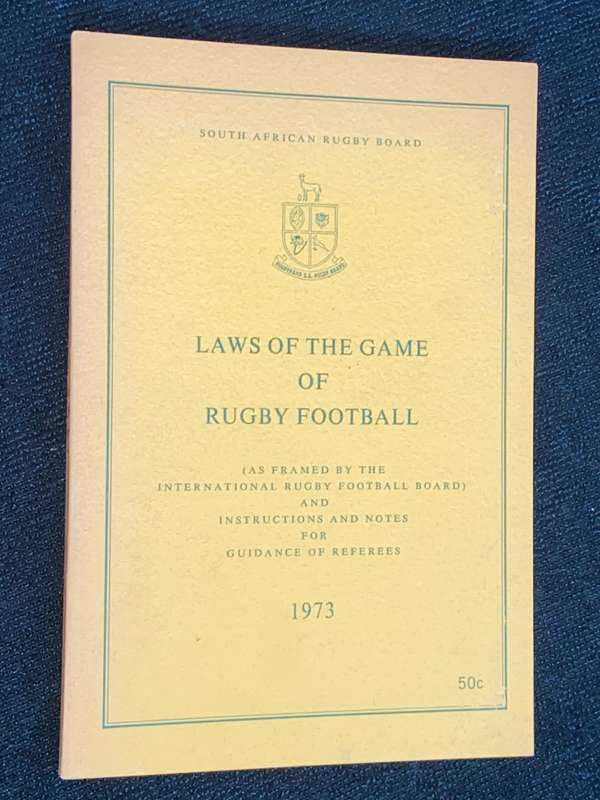 SOUTH AFRICAN RUGBY BOARD
LAWS OF THE GAME
OF
RUGBY FOOTBALL
(AS FRAMED BY THE
INTERNATIONAL RUGBY FOOTBALL BOARD)
AND
INSTRUCTIONS AND NOTES
FOR
GUIDANCE OF REFEREES
1973
50c